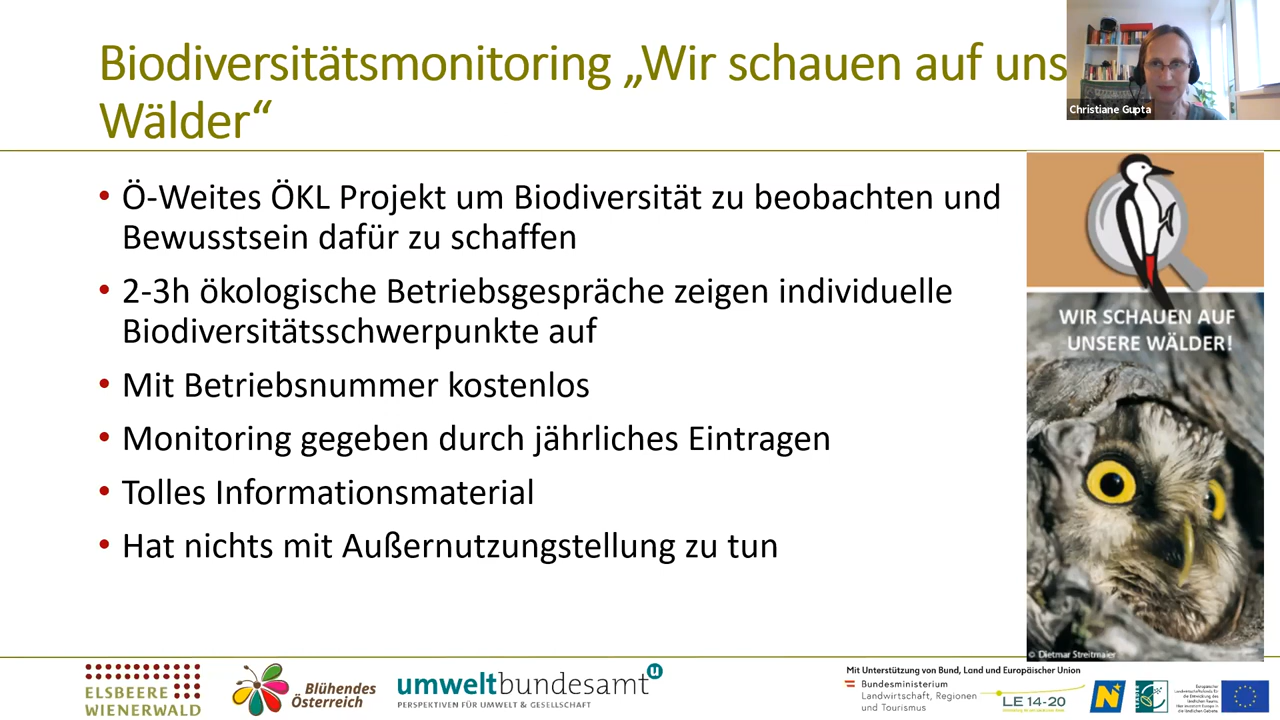 Biodiversitätsmonitoring „Wir schauen auf uns
Wälder“
Christiane Gupta
• Ö-Weites ÖKL Projekt um Biodiversität zu beobachten und
Bewusstsein dafür zu schaffen
• 2-3h ökologische Betriebsgespräche zeigen individuelle
Biodiversitätsschwerpunkte auf
• Mit Betriebsnummer kostenlos
• Monitoring gegeben durch jährliches Eintragen
• Tolles Informationsmaterial
• Hat nichts mit Außernutzungstellung zu tun
WIR SCHAUEN AUF
UNSERE WÄLDER!
© Dietmar Streitmaier
ELSBEERE
WIENERWALD
Blühendes
Österreich
umweltbundesamt
u
PERSPEKTIVEN FÜR UMWELT & GESELLSCHAFT
Mit Unterstützung von Bund, Land und Europäischer Union
Bundesministerium
Landwirtschaft, Regionen
und Tourismus
LE 14-20
N